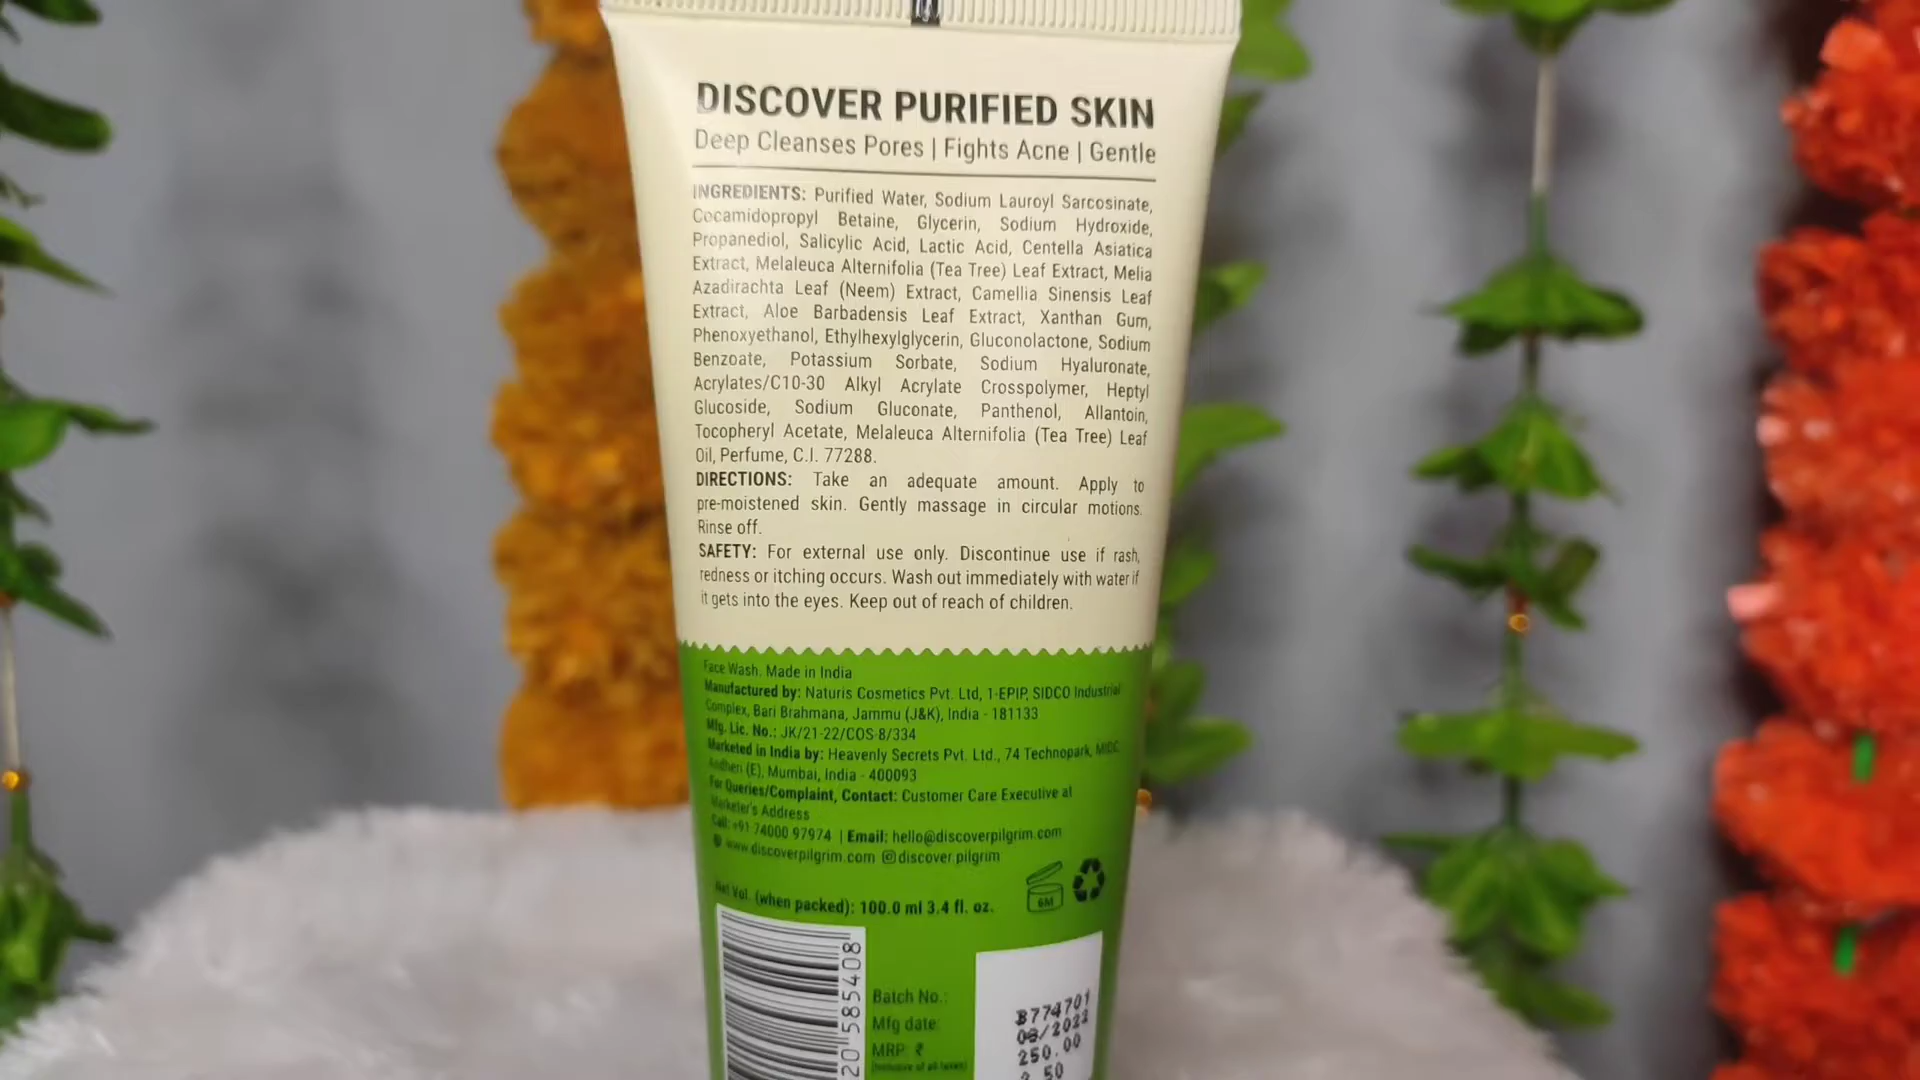 DISCOVER PURIFIED SKIN
Deep Cleanses Pores | Fights Acne | Gentle
INGREDIENTS: Purified Water, Sodium Lauroyl Sarcosinate,
Cocamidopropyl Betaine, Glycerin, Sodium Hydroxide,
Propanediol, Salicylic Acid, Lactic Acid, Centella Asiatica
Extract, Melaleuca Alternifolia (Tea Tree) Leaf Extract, Melia
Azadirachta Leaf (Neem) Extract, Camellia Sinensis Leaf
Extract, Aloe Barbadensis Leaf Extract, Xanthan Gum,
Phenoxyethanol, Ethylhexylglycerin, Gluconolactone, Sodium
Benzoate, Potassium Sorbate, Sodium Hyaluronate,
Acrylates/C10-30 Alkyl Acrylate Crosspolymer, Heptyl
Glucoside, Sodium Gluconate, Panthenol, Allantoin,
Tocopheryl Acetate, Melaleuca Alternifolia (Tea Tree) Leaf
Oil, Perfume, C.I. 77288.
DIRECTIONS: Take an adequate amount. Apply to
pre-moistened skin. Gently massage in circular motions.
Rinse off.
SAFETY: For external use only. Discontinue use if rash,
redness or itching occurs. Wash out immediately with water if
it gets into the eyes. Keep out of reach of children.
Face Wash. Made in India
Manufactured by: Naturis Cosmetics Pvt. Ltd, 1-EPIP, SIDCO Industrial
Complex, Bari Brahmana, Jammu (J&K), India - 181133
Mfg. Lic. No.: JK/21-22/COS-8/334
Marketed in India by: Heavenly Secrets Pvt. Ltd., 74 Technopark, MIDC,
Andheri (E), Mumbai, India - 400093
For Queries/Complaint, Contact: Customer Care Executive at
Marketer's Address
Call: +91 74000 97974 | Email: hello@discoverpilgrim.com
www.discoverpilgrim.com discover.pilgrim
6M
Net Vol. (when packed): 100.0 ml 3.4 fl. oz.
201585408
Batch No.:
Mfg date:
MRP: ₹
(Inclusive of all taxes)
B774701
08/2022
250.00
2.50